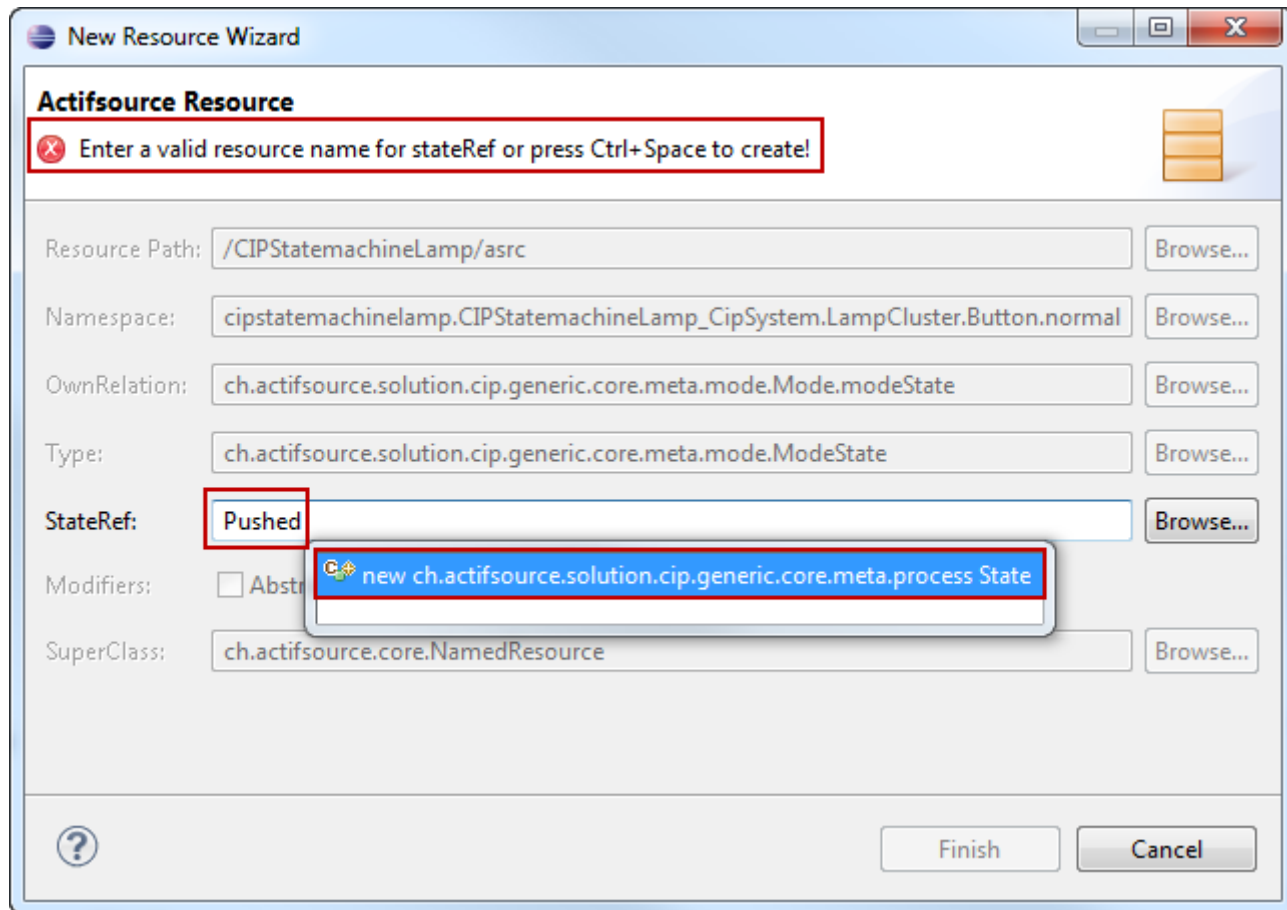 New Resource Wizard
Actifsource Resource
Enter a valid resource name for stateRef or press Ctrl+Space to create!
Resource Path: /CIPStatemachineLamp/asrc Browse...
Namespace: cipstatemachinelamp.CIPStatemachineLamp_CipSystem.LampCluster.Button.normal Browse...
OwnRelation: ch.actifsource.solution.cip.generic.core.meta.mode.Mode.modeState Browse...
Type: ch.actifsource.solution.cip.generic.core.meta.mode.ModeState Browse...
StateRef: Pushed Browse...
new ch.actifsource.solution.cip.generic.core.meta.process State
Modifiers: Abstr
SuperClass: ch.actifsource.core.NamedResource Browse...
? Finish Cancel